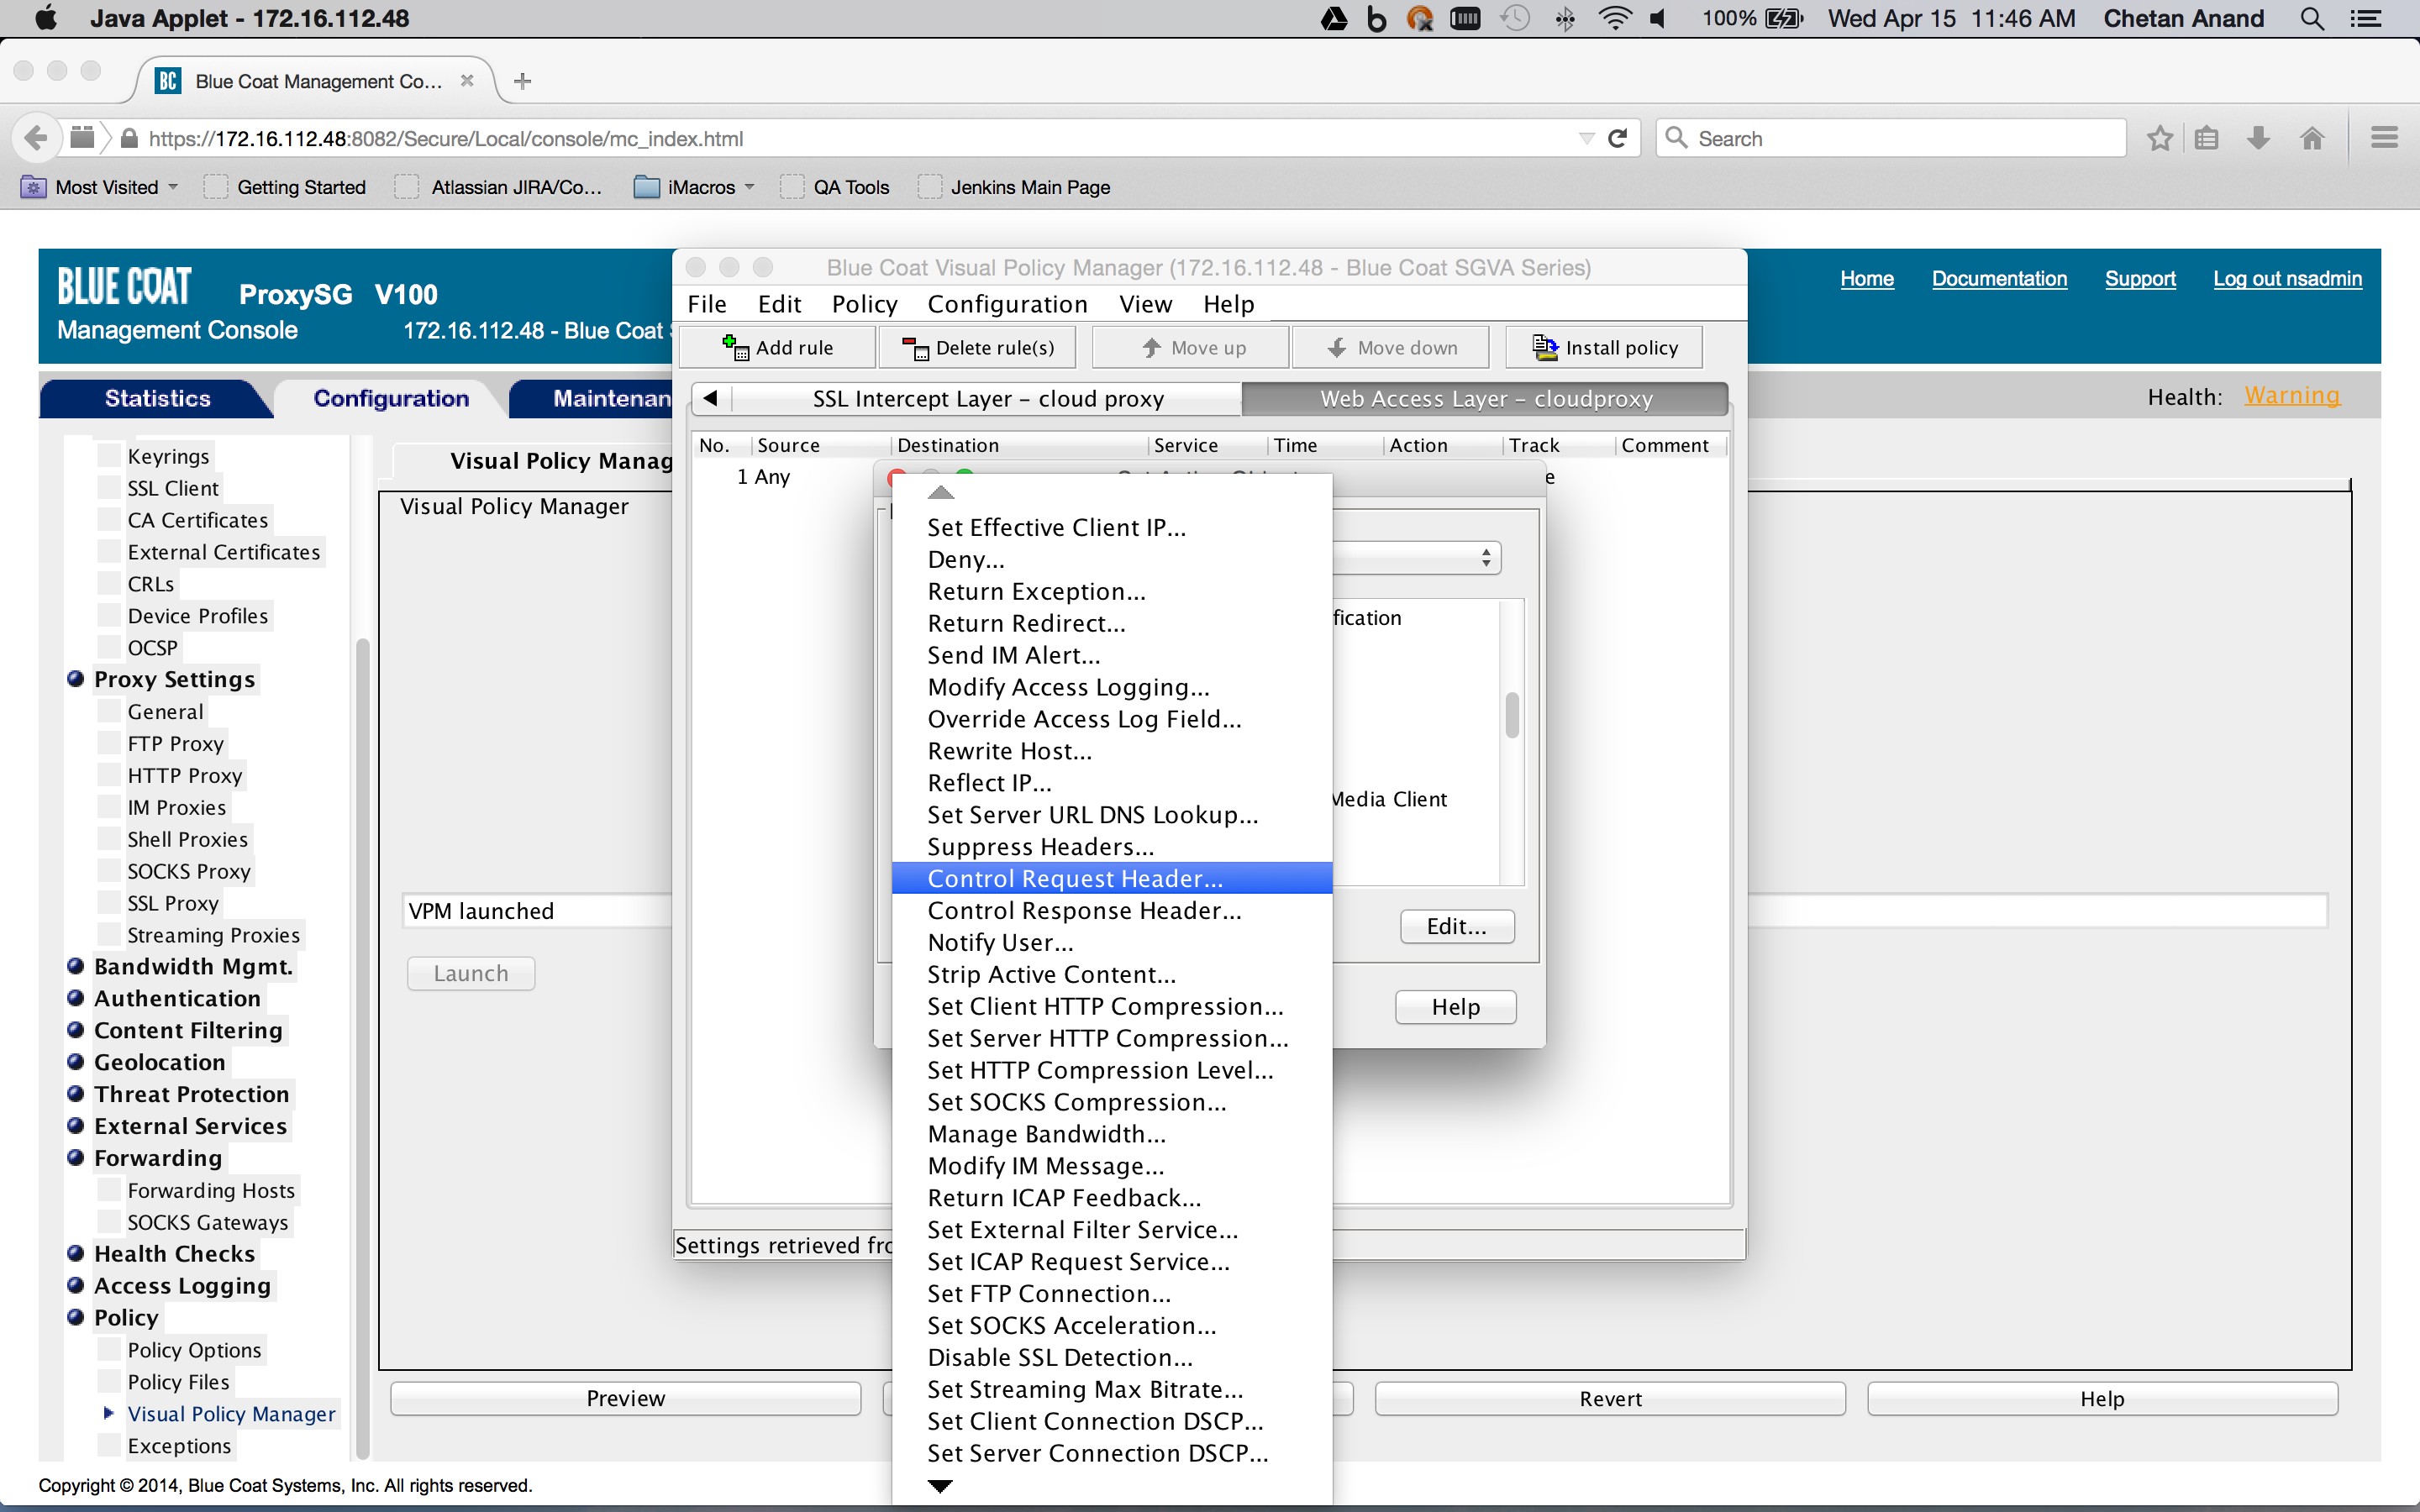 Java Applet - 172.16.112.48
100%
Wed Apr 15 11:46 AM
Chetan Anand
BC Blue Coat Management Co...
https://172.16.112.48:8082/Secure/Local/console/mc_index.html
Search
Most Visited
Getting Started
Atlassian JIRA/Co...
iMacros
QA Tools
Jenkins Main Page
BLUE COAT
ProxySG V100
Management Console
172.16.112.48 - Blue Coat
Home
Documentation
Support
Log out nsadmin
Statistics
Configuration
Health: Warning
Keyrings
SSL Client
CA Certificates
External Certificates
CRLs
Device Profiles
OCSP
Proxy Settings
General
FTP Proxy
HTTP Proxy
IM Proxies
Shell Proxies
SOCKS Proxy
SSL Proxy
Streaming Proxies
Bandwidth Mgmt.
Authentication
Content Filtering
Geolocation
Threat Protection
External Services
Forwarding
Forwarding Hosts
SOCKS Gateways
Health Checks
Access Logging
Policy
Policy Options
Policy Files
Visual Policy Manager
Exceptions
Visual Policy Manag
Visual Policy Manager
VPM launched
Launch
Preview
Revert
Help
Blue Coat Visual Policy Manager (172.16.112.48 - Blue Coat SGVA Series)
File
Edit
Policy
Configuration
View
Help
Add rule
Delete rule(s)
Move up
Move down
Install policy
SSL Intercept Layer - cloud proxy
Web Access Layer - cloudproxy
No.
Source
Destination
Service
Time
Action
Track
Comment
1 Any
fication
Media Client
Edit...
Help
Settings retrieved
Set Effective Client IP...
Deny...
Return Exception...
Return Redirect...
Send IM Alert...
Modify Access Logging...
Override Access Log Field...
Rewrite Host...
Reflect IP...
Set Server URL DNS Lookup...
Suppress Headers...
Control Request Header...
Control Response Header...
Notify User...
Strip Active Content...
Set Client HTTP Compression...
Set Server HTTP Compression...
Set HTTP Compression Level...
Set SOCKS Compression...
Manage Bandwidth...
Modify IM Message...
Return ICAP Feedback...
Set External Filter Service...
Set ICAP Request Service...
Set FTP Connection...
Set SOCKS Acceleration...
Disable SSL Detection...
Set Streaming Max Bitrate...
Set Client Connection DSCP...
Set Server Connection DSCP...
Copyright © 2014, Blue Coat Systems, Inc. All rights reserved.